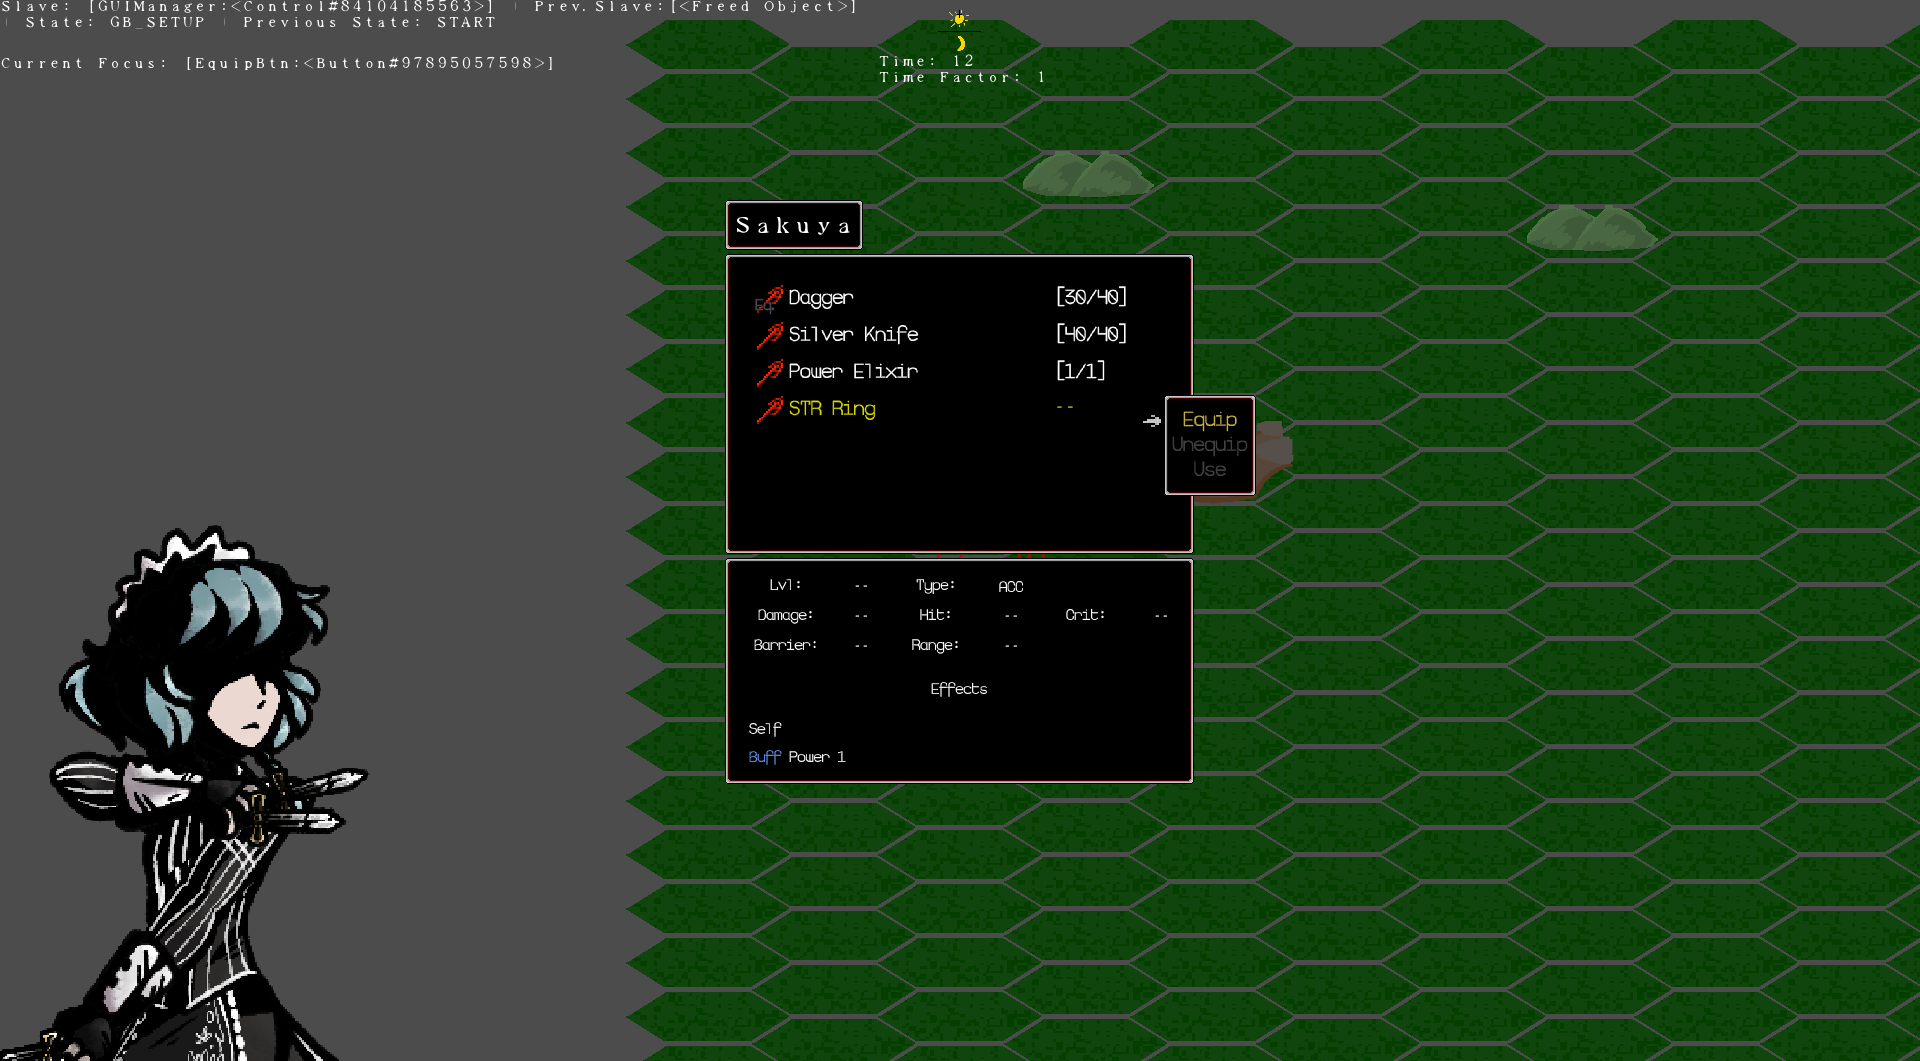 Slave: [GUIManager:<Control#84104185563>] | Prev. Slave:[<Freed Object>]
| State: GB_SETUP | Previous State: START
Current Focus: [EquipBtn:<Button#97895057598>]
Time: 12
Time Factor: 1
Sakuya
Eq Dagger [30/40]
Silver Knife [40/40]
Power Elixir [1/1]
STR Ring --
Equip
Unequip
Use
Lvl: -- Type: ACC
Damage: -- Hit: -- Crit: --
Barrier: -- Range: --
Effects
Self
Buff Power 1